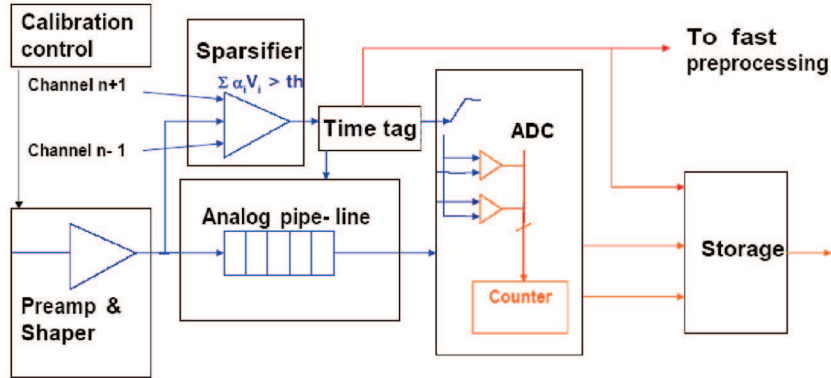 Calibration
control
Sparsifier
Σ αᵢVᵢ > th
To fast
preprocessing
Channel n+1
Channel n- 1
Time tag
ADC
Analog pipe- line
Preamp &
Shaper
Counter
Storage